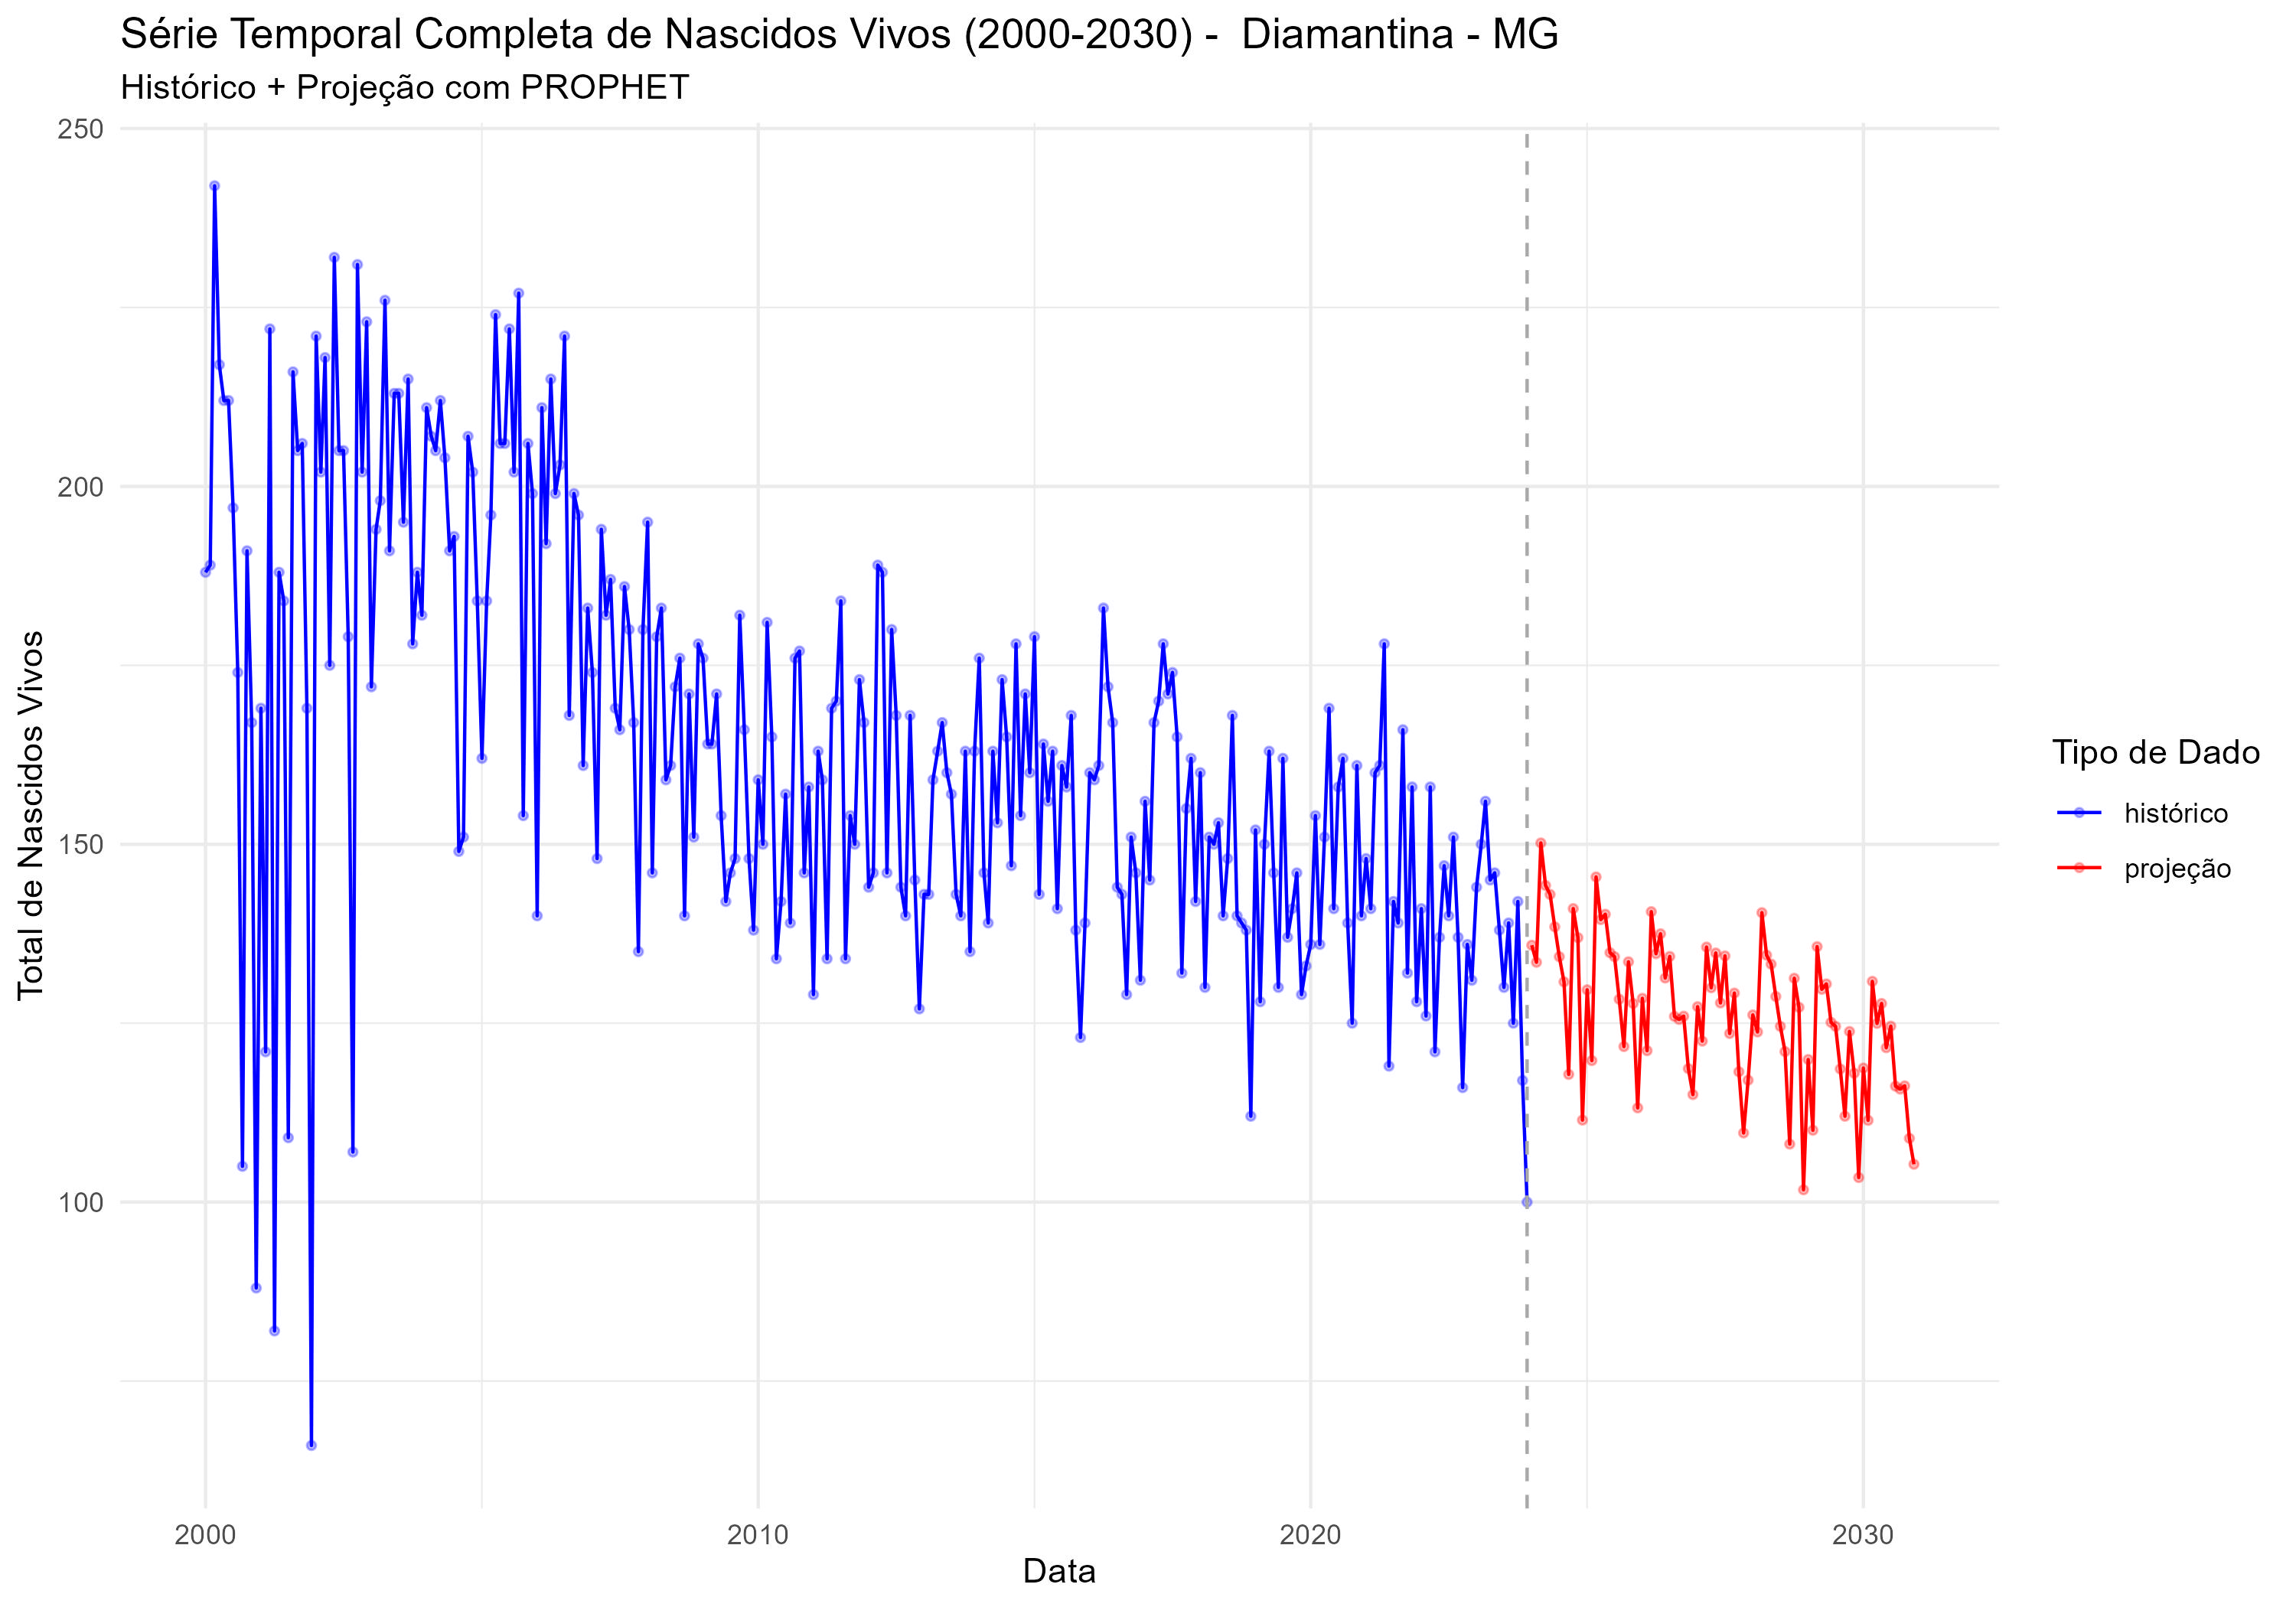 Série Temporal Completa de Nascidos Vivos (2000-2030) -  Diamantina - MG
Histórico + Projeção com PROPHET
250
200
150
100
Total de Nascidos Vivos
2000
2010
2020
2030
Data
Tipo de Dado
histórico
projeção